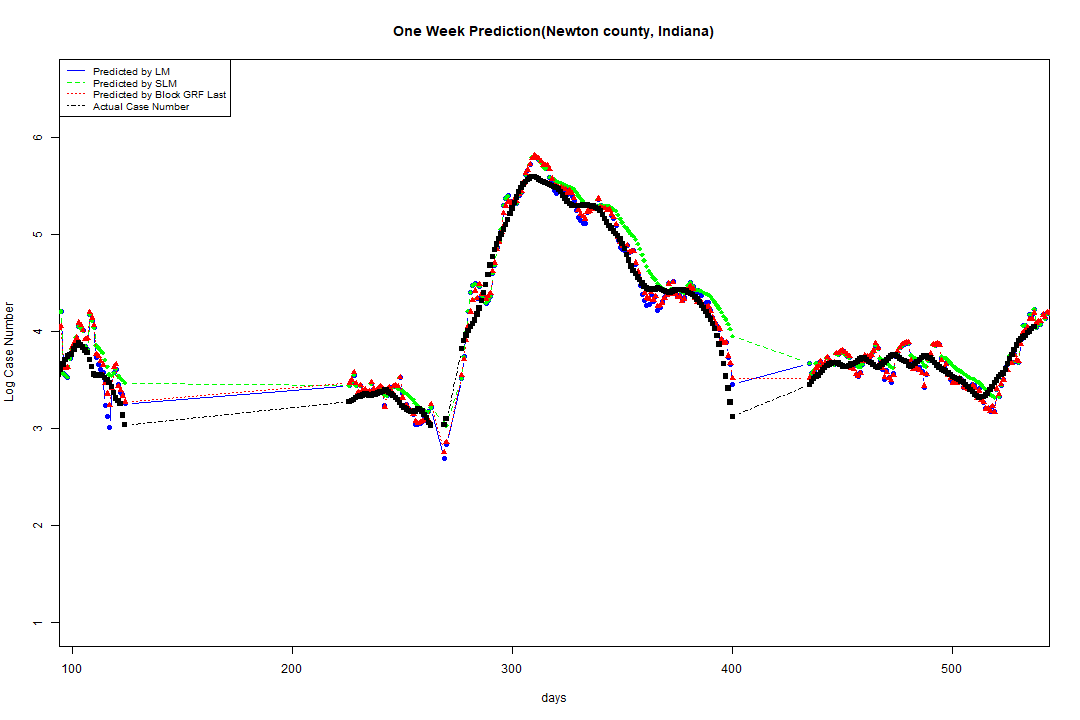 One Week Prediction(Newton county, Indiana)
Predicted by LM
Predicted by SLM
Predicted by Block GRF Last
Actual Case Number
Log Case Number
6
5
4
3
2
1
100 200 300 400 500
days